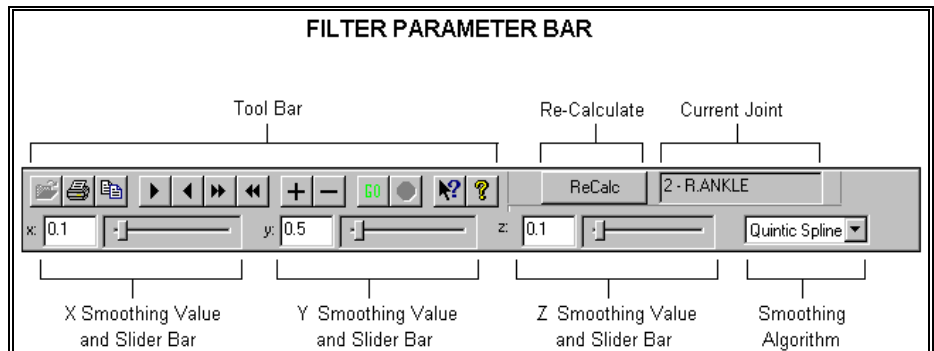 FILTER PARAMETER BAR
Tool Bar Re-Calculate Current Joint
GO ? ? ReCalc 2 - R.ANKLE
x: 0.1 y: 0.5 z: 0.1 Quintic Spline
X Smoothing Value Y Smoothing Value Z Smoothing Value Smoothing
and Slider Bar and Slider Bar and Slider Bar Algorithm